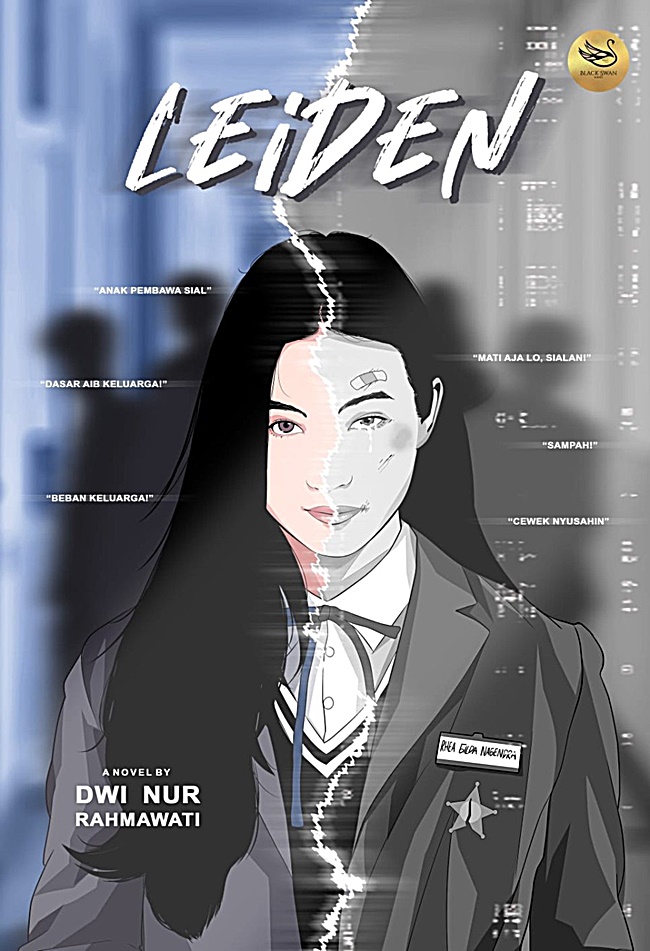 BLACK SWAN
LEiDEN
“ANAK PEMBAWA SIAL”
“MATI AJA LO, SIALAN!”
“DASAR AIB KELUARGA!”
“SAMPAH!”
“BEBAN KELUARGA!”
“CEWEK NYUSAHIN”
RHEA GILDA NAGENDRA
A NOVEL BY
DWI NUR
RAHMAWATI